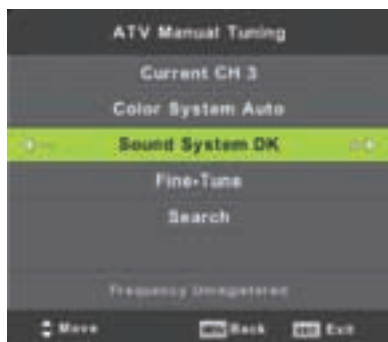 ATV Manual Tuning
Current CH 3
Color System Auto
Sound System DK
Fine-Tune
Search
Frequency Unregistered
Move Back Exit